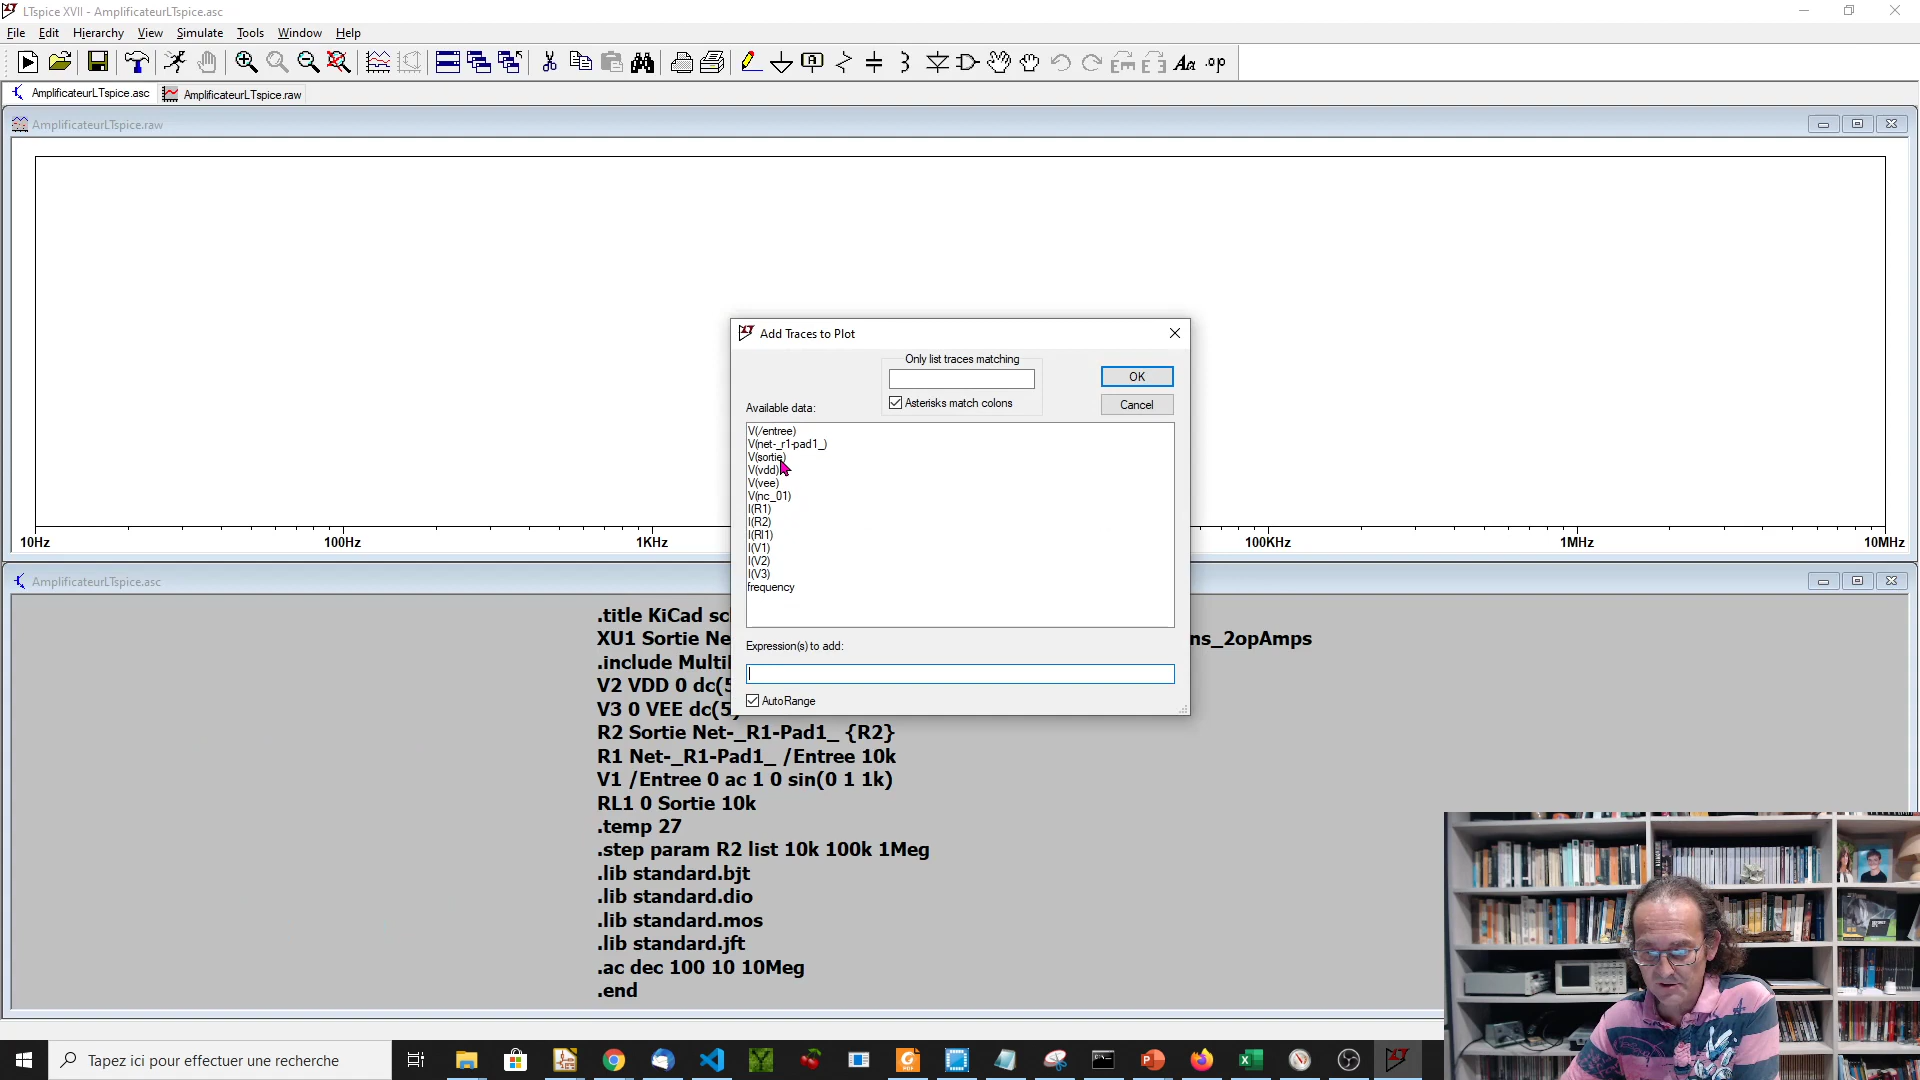 LTspice XVII - AmplificateurLTspice.asc
File Edit Hierarchy View Simulate Tools Window Help
.op
AmplificateurLTspice.asc AmplificateurLTspice.raw
AmplificateurLTspice.raw
10Hz 100Hz 1KHz 100KHz 1MHz 10MHz
Add Traces to Plot
Only list traces matching
OK
Asterisks match colons
Cancel
Available data:
V(/entree)
V(net-_r1-pad1_)
V(sortie)
V(vdd)
V(vee)
V(nc_01)
I(R1)
I(R2)
I(Rl1)
I(V1)
I(V2)
I(V3)
frequency
Expression(s) to add:
AutoRange
AmplificateurLTspice.asc
.title KiCad sc
XU1 Sortie Ne ns_2opAmps
.include Multi
V2 VDD 0 dc(5
V3 0 VEE dc(5)
R2 Sortie Net-_R1-Pad1_ {R2}
R1 Net-_R1-Pad1_ /Entree 10k
V1 /Entree 0 ac 1 0 sin(0 1 1k)
RL1 0 Sortie 10k
.temp 27
.step param R2 list 10k 100k 1Meg
.lib standard.bjt
.lib standard.dio
.lib standard.mos
.lib standard.jft
.ac dec 100 10 10Meg
.end
Tapez ici pour effectuer une recherche